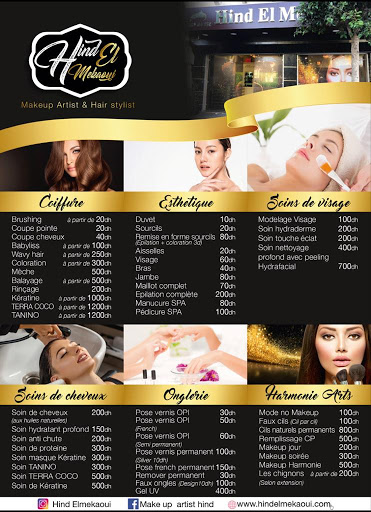 Hind El Me
Hind El
Mekaoui
Makeup Artist & Hair stylist
Coiffure
Brushing à partir de 20dh
Coupe pointe 20dh
Coupe cheveux 40dh
Babyliss à partir de 100dh
Wavy hair à partir de 250dh
Coloration à partir de 300dh
Mèche 500dh
Balayage à partir de 500dh
Rinçage 200dh
Kératine à partir de 1000dh
TERRA COCO à partir de 1200dh
TANINO à partir de 1200dh
Esthetique
Duvet 10dh
Sourcils 20dh
Remise en forme sourcils 80dh
(Epilation + coloration 3d)
Aisselles 20dh
Visage 60dh
Bras 40dh
Jambe 80dh
Maillot complet 70dh
Epilation complète 200dh
Manucure SPA 80dh
Pédicure SPA 100dh
Soins de visage
Modelage Visage 100dh
Soin hydraderme 200dh
Soin touche éclat 200dh
Soin nettoyage 400dh
profond avec peeling
Hydrafacial 700dh
Soins de cheveux
Soin de cheveux 200dh
(aux huiles naturelles)
Soin hydratant profond 150dh
Soin anti chute 200dh
Soin de proteine 300dh
Soin masque Kératine 300dh
Soin TANINO 300dh
Soin TERRA COCO 500dh
Soin de Kératine 500dh
Onglerie
Pose vernis OPI 30dh
Pose vernis OPI 50dh
(French)
Pose vernis OPI 60dh
(Semi permanent)
Pose vernis permanent 100dh
(Silver 10dh)
Pose french permanent 150dh
Remover permanent 30dh
Faux ongles (Design10dh) 100dh
Gel UV 400dh
Harmonie Arts
Mode no Makeup 100dh
Faux cils (Cil par cil) 100dh
Cils naturels permanents 800dh
Remplissage CIP 500dh
Makeup jour 200dh
Makeup soirée 300dh
Makeup Harmonie 500dh
Les chignons à partir de 200dh
(Selon extension)
Hind Elmekaoui Make up artist hind www.hindelmekaoui.com